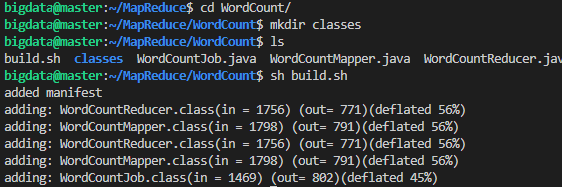 bigdata@master:~/MapReduce$ cd WordCount/
bigdata@master:~/MapReduce/WordCount$ mkdir classes
bigdata@master:~/MapReduce/WordCount$ ls
build.sh classes WordCountJob.java WordCountMapper.java WordCountReducer.jav
bigdata@master:~/MapReduce/WordCount$ sh build.sh
added manifest
adding: WordCountReducer.class(in = 1756) (out= 771)(deflated 56%)
adding: WordCountMapper.class(in = 1798) (out= 791)(deflated 56%)
adding: WordCountReducer.class(in = 1756) (out= 771)(deflated 56%)
adding: WordCountMapper.class(in = 1798) (out= 791)(deflated 56%)
adding: WordCountJob.class(in = 1469) (out= 802)(deflated 45%)